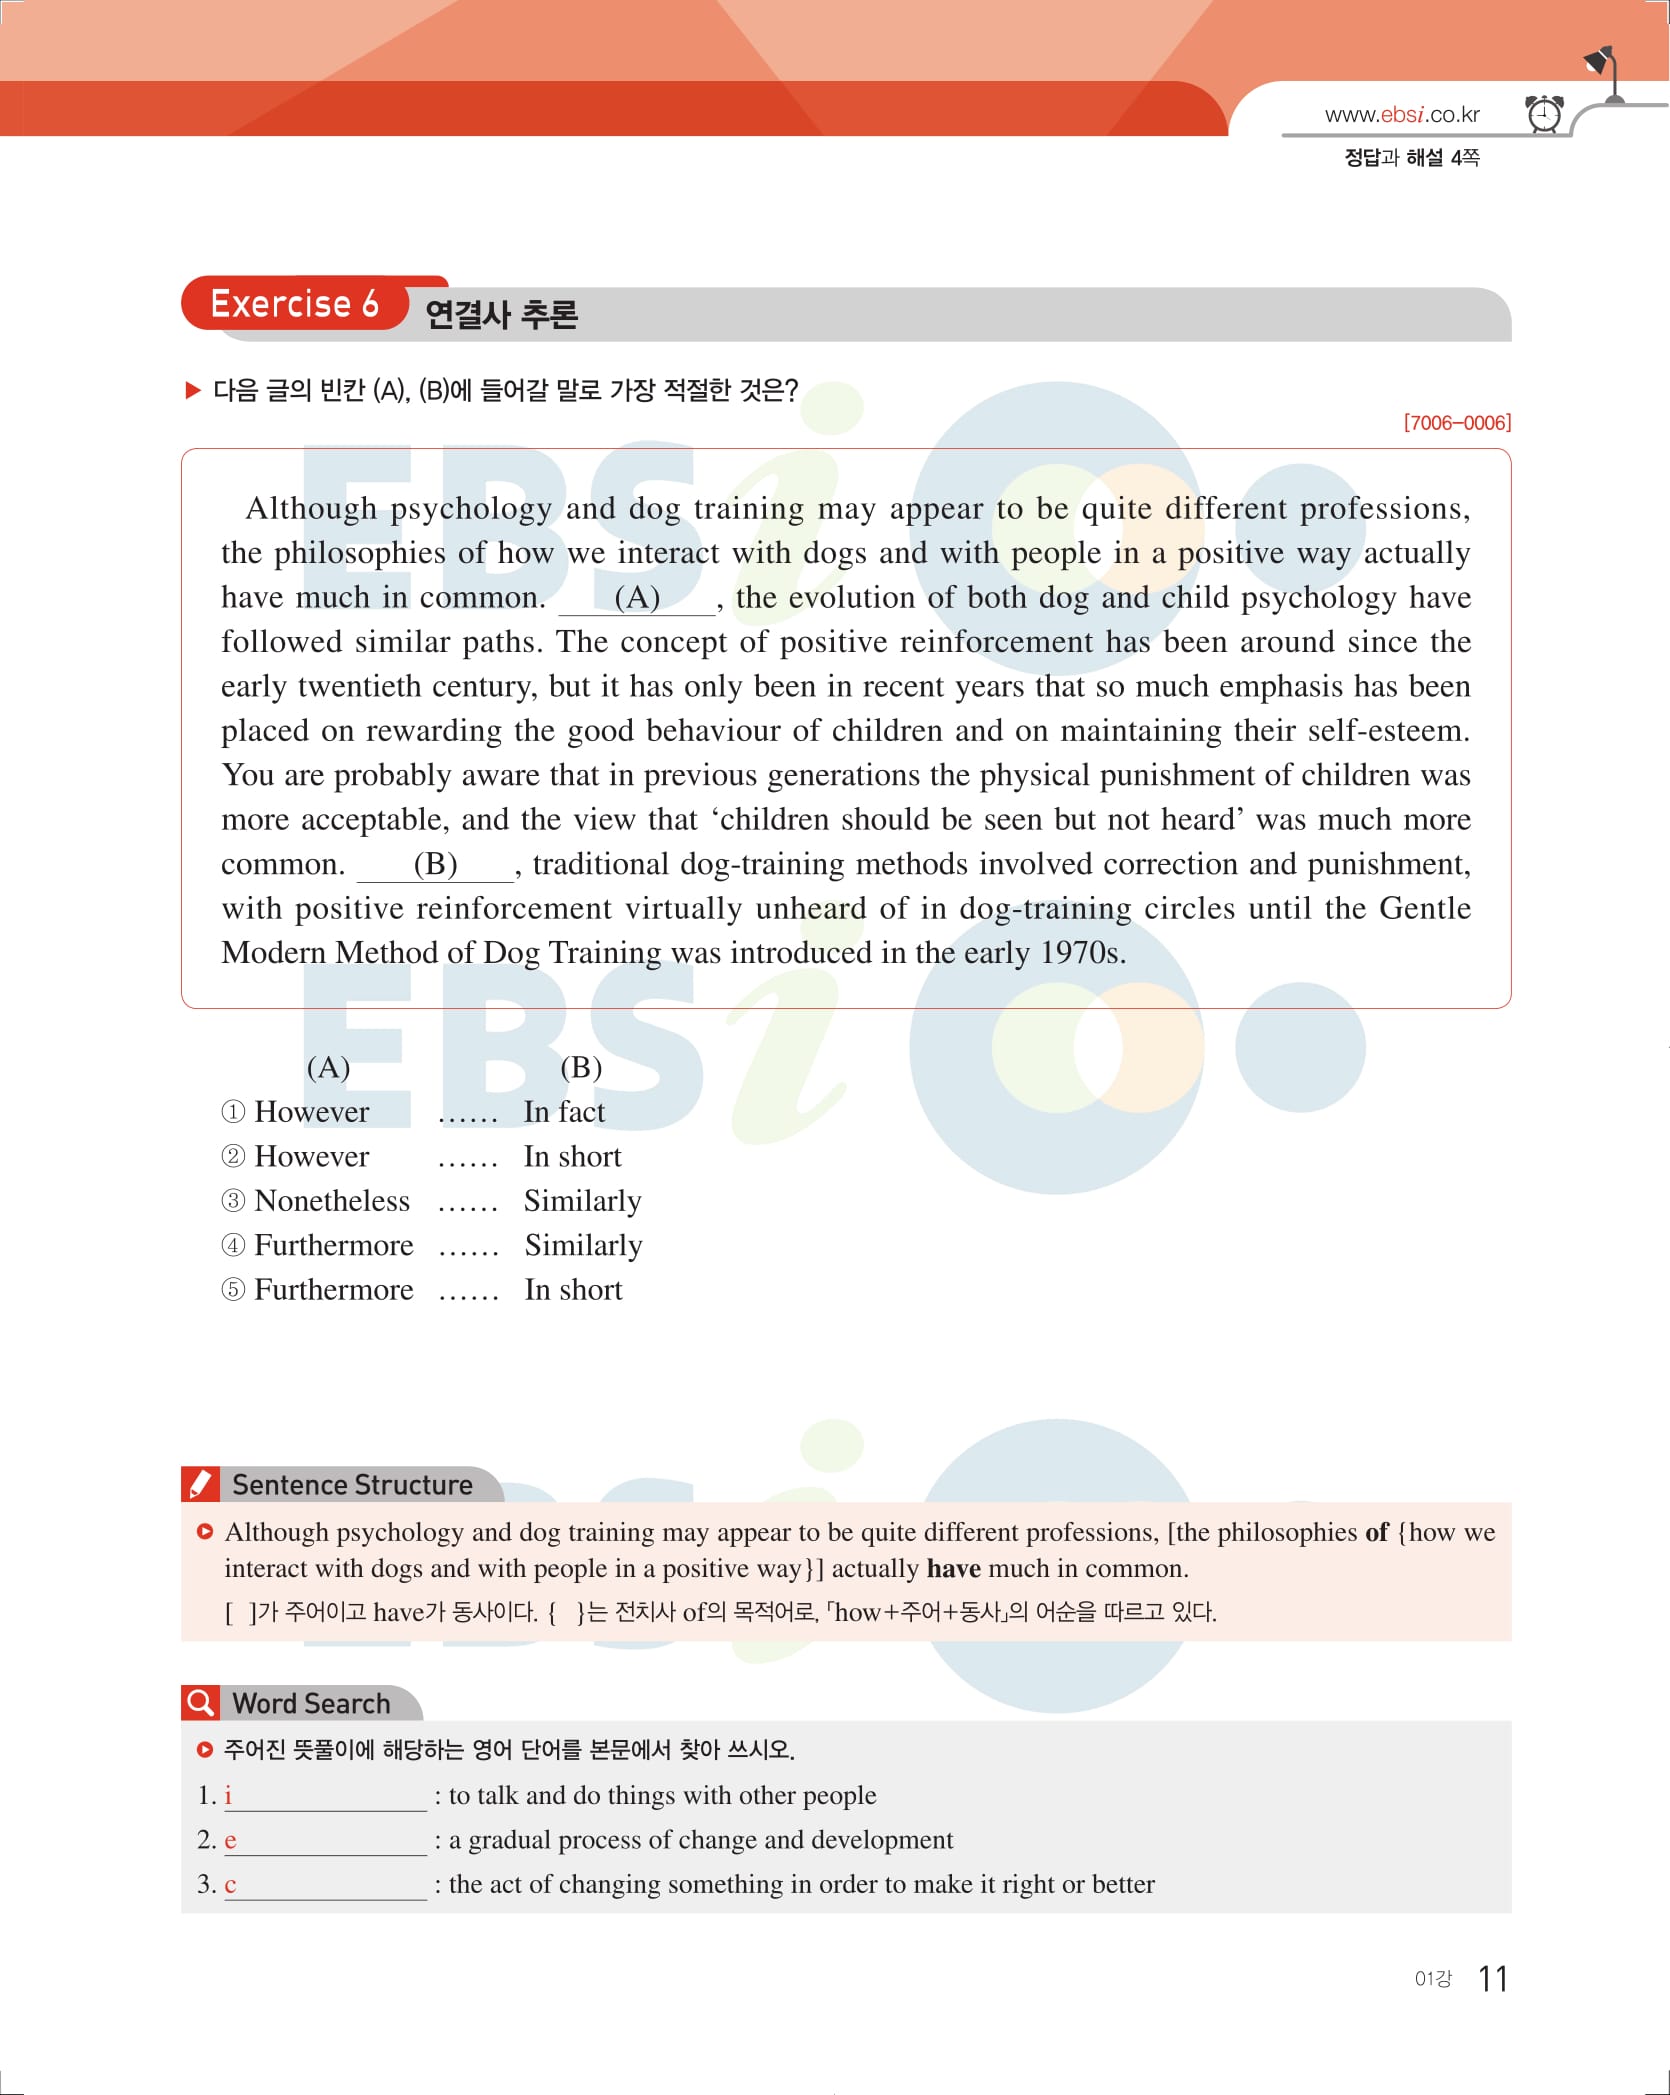 www.ebsi.co.kr
정답과 해설 4쪽
Exercise 6 연결사 추론
▶ 다음 글의 빈칸 (A), (B)에 들어갈 말로 가장 적절한 것은?
[7006-0006]
Although psychology and dog training may appear to be quite different professions,
the philosophies of how we interact with dogs and with people in a positive way actually
have much in common. ____(A)____, the evolution of both dog and child psychology have
followed similar paths. The concept of positive reinforcement has been around since the
early twentieth century, but it has only been in recent years that so much emphasis has been
placed on rewarding the good behaviour of children and on maintaining their self-esteem.
You are probably aware that in previous generations the physical punishment of children was
more acceptable, and the view that ‘children should be seen but not heard’ was much more
common. ____(B)____, traditional dog-training methods involved correction and punishment,
with positive reinforcement virtually unheard of in dog-training circles until the Gentle
Modern Method of Dog Training was introduced in the early 1970s.
(A) (B)
① However …… In fact
② However …… In short
③ Nonetheless …… Similarly
④ Furthermore …… Similarly
⑤ Furthermore …… In short
Sentence Structure
Although psychology and dog training may appear to be quite different professions, [the philosophies of {how we
interact with dogs and with people in a positive way}] actually have much in common.
[ ]가 주어이고 have가 동사이다. { }는 전치사 of의 목적어로, 「how+주어+동사」의 어순을 따르고 있다.
Word Search
주어진 뜻풀이에 해당하는 영어 단어를 본문에서 찾아 쓰시오.
1. i____________ : to talk and do things with other people
2. e____________ : a gradual process of change and development
3. c____________ : the act of changing something in order to make it right or better
01강 11
EBSi
EBSi
EBSi